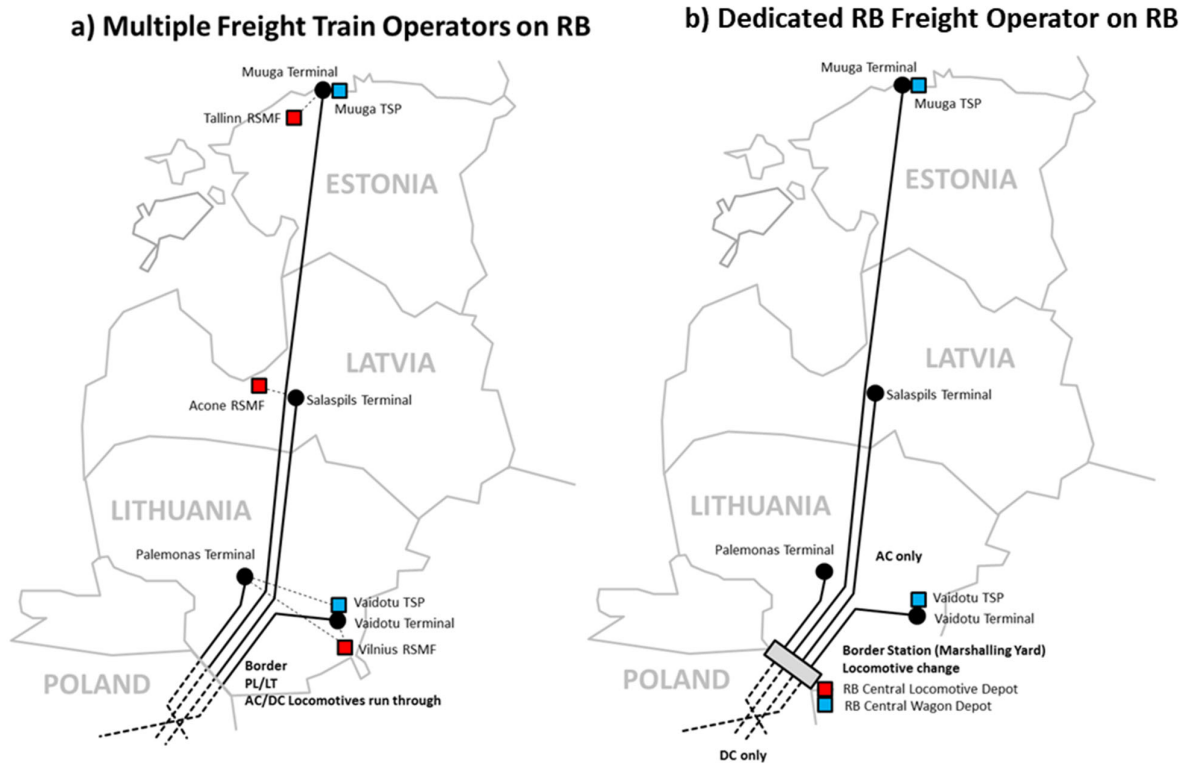 a) Multiple Freight Train Operators on RB
Muuga Terminal
Muuga TSP
Tallinn RSMF
ESTONIA
LATVIA
Acone RSMF
Salaspils Terminal
LITHUANIA
Palemonas Terminal
Vaidotu TSP
Vaidotu Terminal
Vilnius RSMF
Border
PL/LT
AC/DC Locomotives run through
POLAND
b) Dedicated RB Freight Operator on RB
Muuga Terminal
Muuga TSP
ESTONIA
LATVIA
Salaspils Terminal
LITHUANIA
Palemonas Terminal
AC only
Vaidotu TSP
Vaidotu Terminal
Border Station (Marshalling Yard)
Locomotive change
POLAND
RB Central Locomotive Depot
RB Central Wagon Depot
DC only